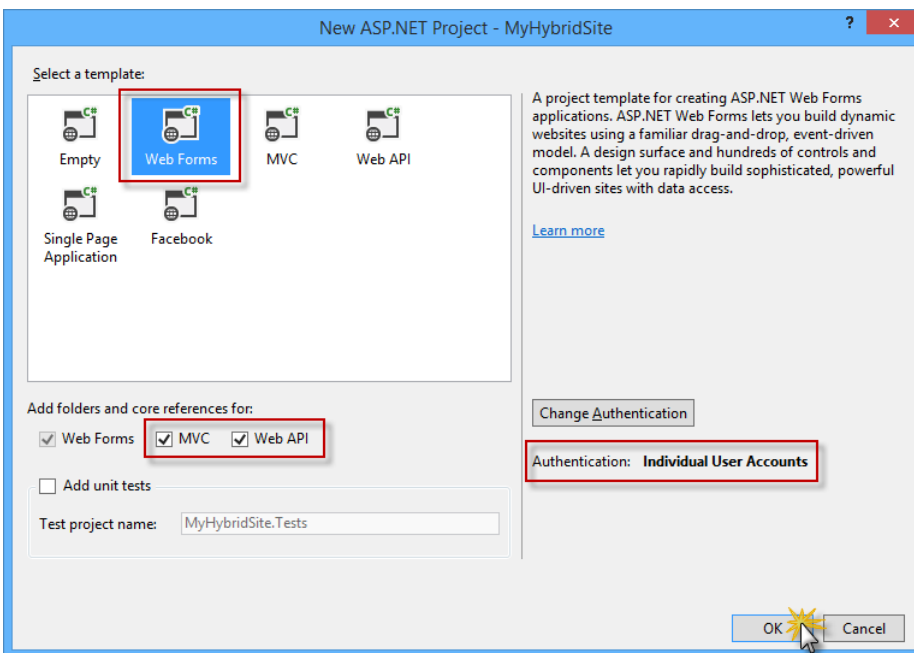 New ASP.NET Project - MyHybridSite
? ×
Select a template:
C# C# C# C#
Empty Web Forms MVC Web API
C# C#
Single Page Facebook
Application
A project template for creating ASP.NET Web Forms
applications. ASP.NET Web Forms lets you build dynamic
websites using a familiar drag-and-drop, event-driven
model. A design surface and hundreds of controls and
components let you rapidly build sophisticated, powerful
UI-driven sites with data access.
Learn more
Add folders and core references for:
Web Forms MVC Web API
Add unit tests
Test project name: MyHybridSite.Tests
Change Authentication
Authentication: Individual User Accounts
OK Cancel